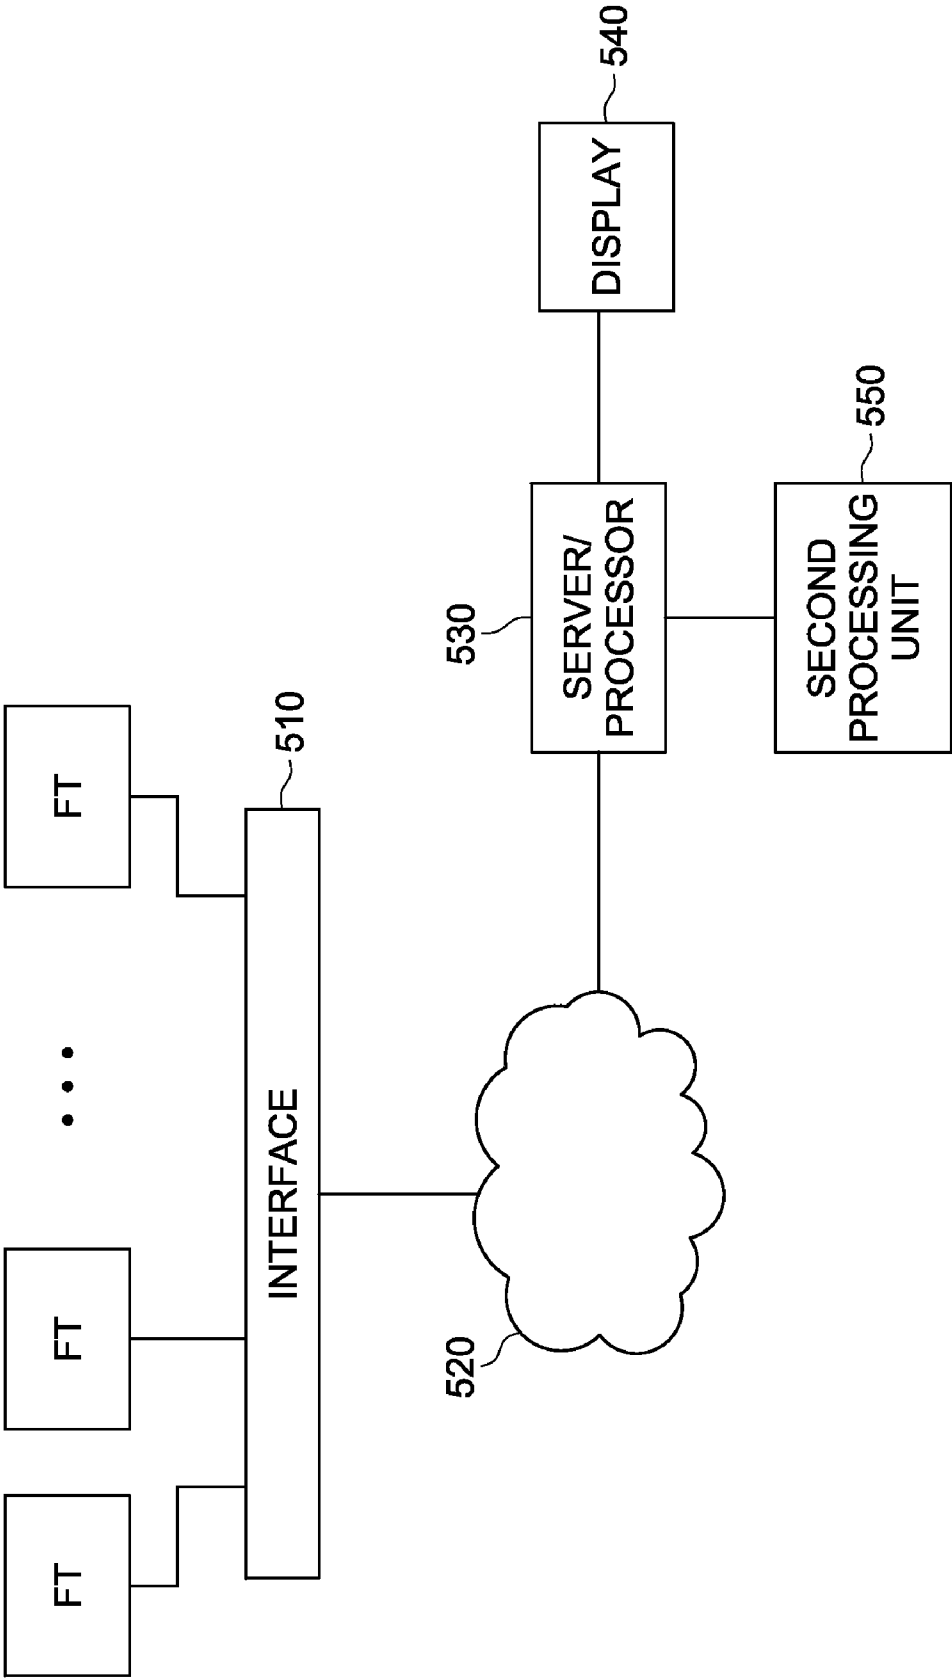 FT
FT
• • •
FT
INTERFACE
510
520
530
SERVER/
PROCESSOR
DISPLAY
540
SECOND
PROCESSING
UNIT
550